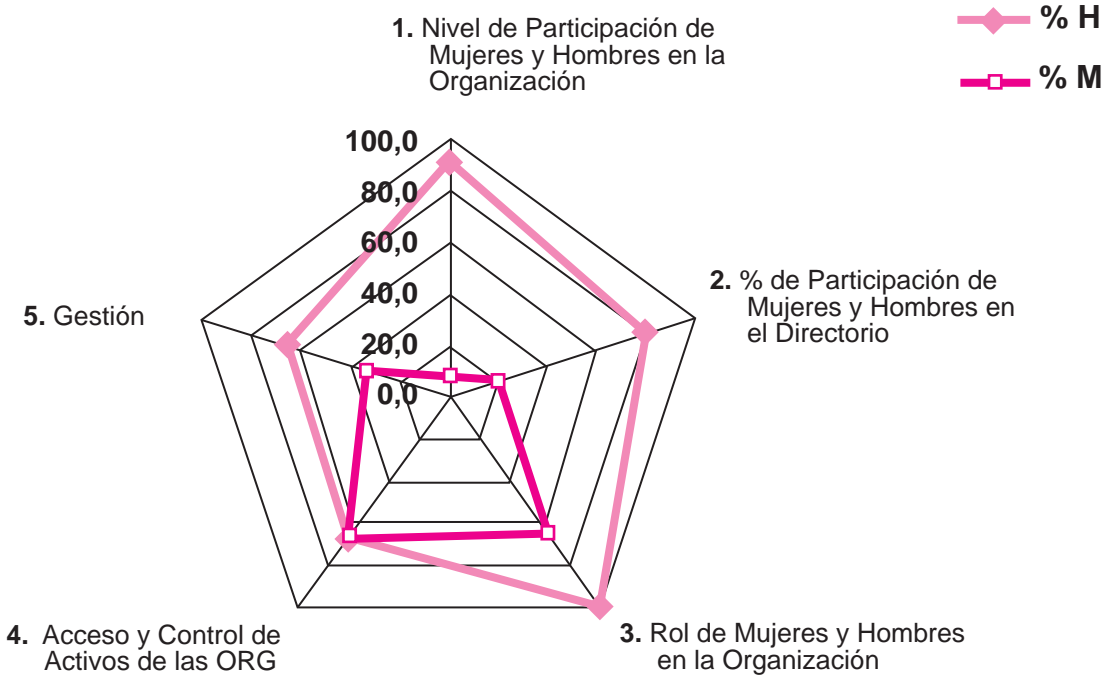 1. Nivel de Participación de
Mujeres y Hombres en la
Organización
% H
% M
100,0
80,0
60,0
40,0
20,0
0,0
2. % de Participación de
Mujeres y Hombres en
el Directorio
5. Gestión
4. Acceso y Control de
Activos de las ORG
3. Rol de Mujeres y Hombres
en la Organización